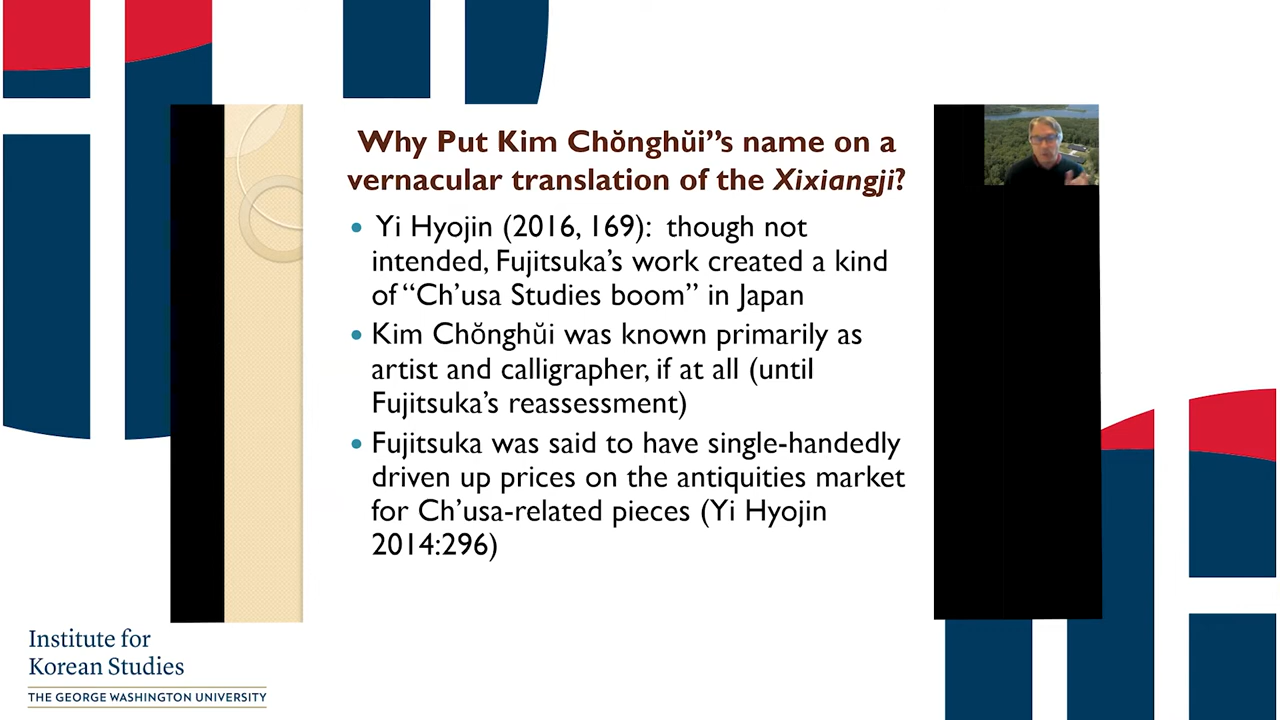 Why Put Kim Chŏnghŭi”’s name on a
vernacular translation of the Xixiangji?
• Yi Hyojin (2016, 169): though not
intended, Fujitsuka’s work created a kind
of “Ch’usa Studies boom” in Japan
• Kim Chŏnghŭi was known primarily as
artist and calligrapher, if at all (until
Fujitsuka’s reassessment)
• Fujitsuka was said to have single-handedly
driven up prices on the antiquities market
for Ch’usa-related pieces (Yi Hyojin
2014:296)
Institute for
Korean Studies
THE GEORGE WASHINGTON UNIVERSITY